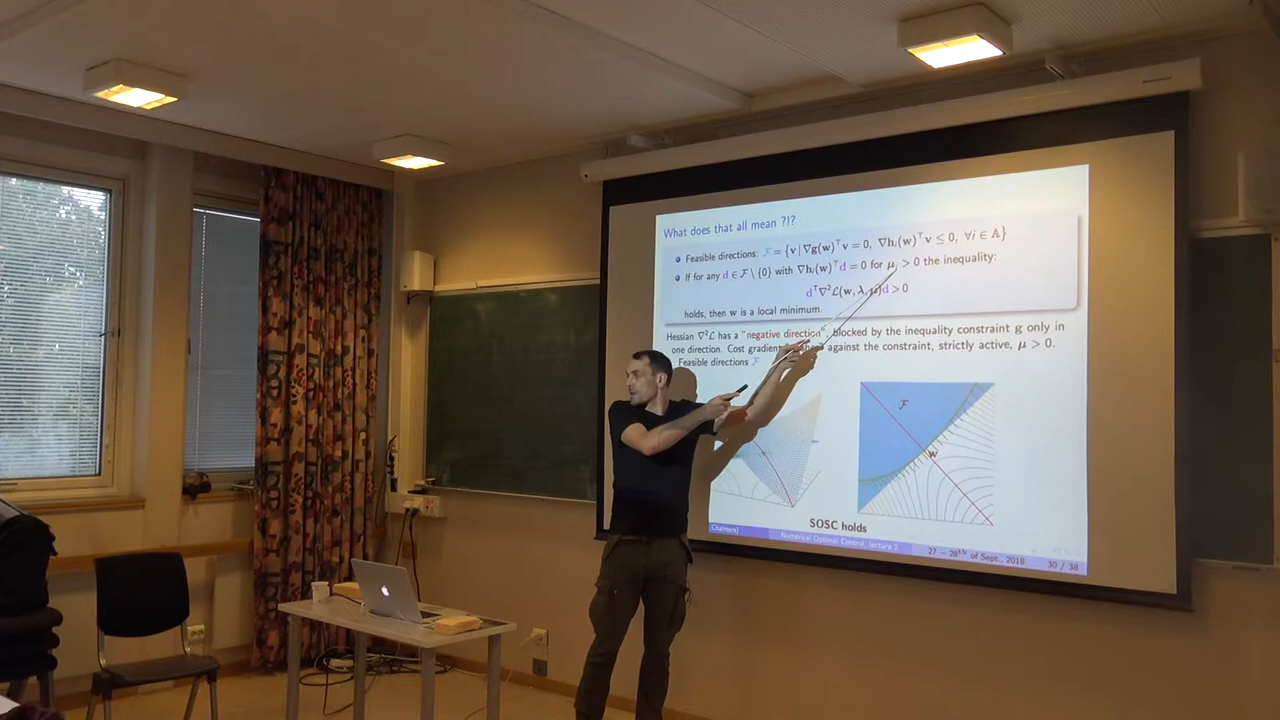 What does that all mean ?!?
Feasible directions: F = {v | ∇g(w)ᵀv = 0, ∇hᵢ(w)ᵀv ≤ 0, ∀i ∈ 𝔸}
If for any d ∈ F \ {0} with ∇hᵢ(w)ᵀd = 0 for μᵢ > 0 the inequality:
dᵀ∇²L(w, λ, μ)d > 0
holds, then w is a local minimum.
Hessian ∇²L has a "negative direction", blocked by the inequality constraint g only in
one direction. Cost gradient against the constraint, strictly active, μ > 0.
Feasible directions F
F
w
SOSC holds
Chalmers) Numerical Optimal Control, lecture 27 – 28th of Sept., 2018 30 / 38